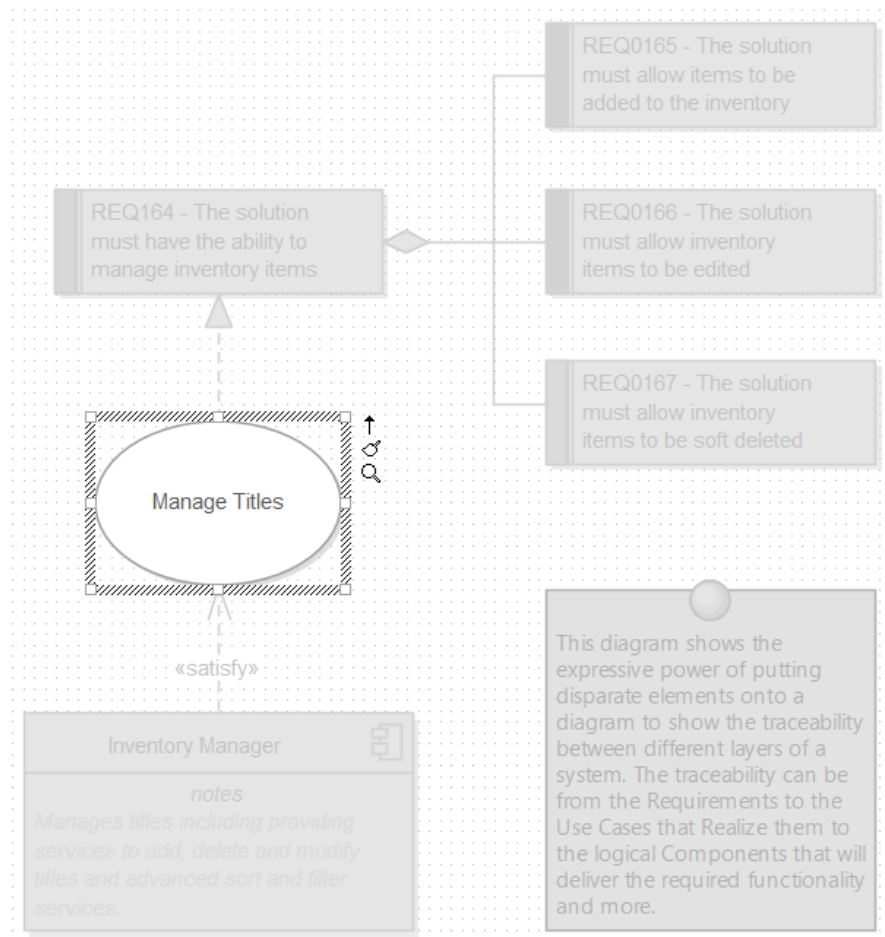 REQ0165 - The solution
must allow items to be
added to the inventory
REQ164 - The solution
must have the ability to
manage inventory items
REQ0166 - The solution
must allow inventory
items to be edited
REQ0167 - The solution
must allow inventory
items to be soft deleted
Manage Titles
«satisfy»
Inventory Manager
notes
Manages titles including providing
services to add, delete and modify
titles and advanced sort and filter
services.
This diagram shows the
expressive power of putting
disparate elements onto a
diagram to show the traceability
between different layers of a
system. The traceability can be
from the Requirements to the
Use Cases that Realize them to
the logical Components that will
deliver the required functionality
and more.